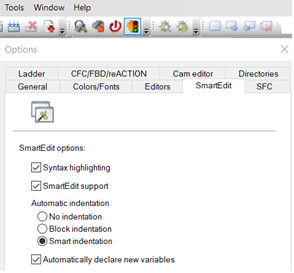 Tools Window Help
Options
Ladder CFC/FBD/reACTION Cam editor Directories
General Colors/Fonts Editors SmartEdit SFC
SmartEdit options:
Syntax highlighting
SmartEdit support
Automatic indentation
No indentation
Block indentation
Smart indentation
Automatically declare new variables